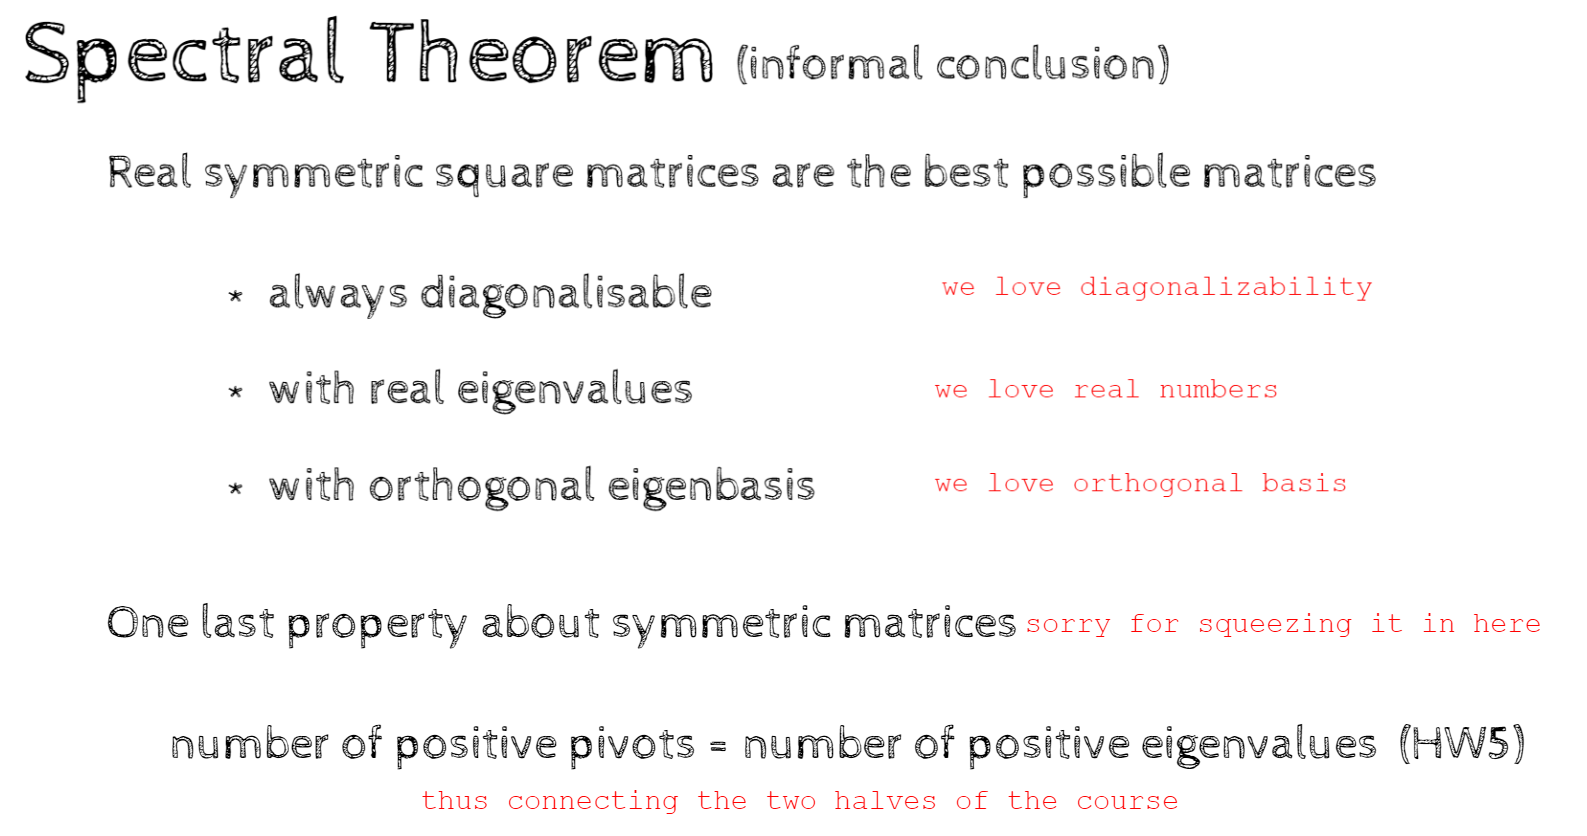 Spectral Theorem (informal conclusion)
Real symmetric square matrices are the best possible matrices
* always diagonalisable we love diagonalizability
* with real eigenvalues we love real numbers
* with orthogonal eigenbasis we love orthogonal basis
One last property about symmetric matrices sorry for squeezing it in here
number of positive pivots = number of positive eigenvalues (HW5)
thus connecting the two halves of the course